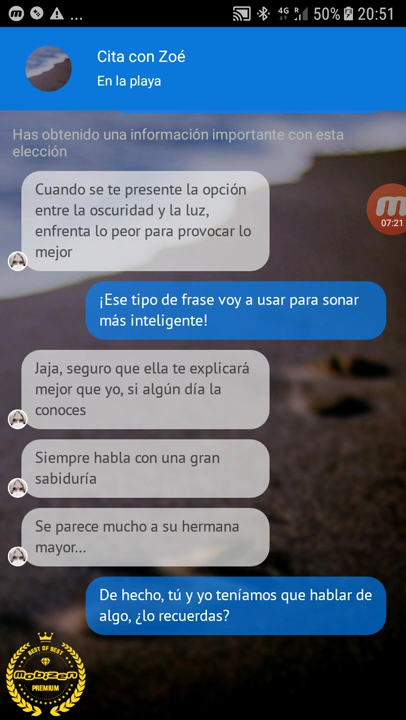 ... 4G R 50% 20:51
Cita con Zoé
En la playa
Has obtenido una información importante con esta
elección
Cuando se te presente la opción
entre la oscuridad y la luz,
enfrenta lo peor para provocar lo
mejor
07:21
¡Ese tipo de frase voy a usar para sonar
más inteligente!
Jaja, seguro que ella te explicará
mejor que yo, si algún día la
conoces
Siempre habla con una gran
sabiduría
Se parece mucho a su hermana
mayor...
De hecho, tú y yo teníamos que hablar de
algo, ¿lo recuerdas?
BEST OF BEST
MOBIZEN
PREMIUM